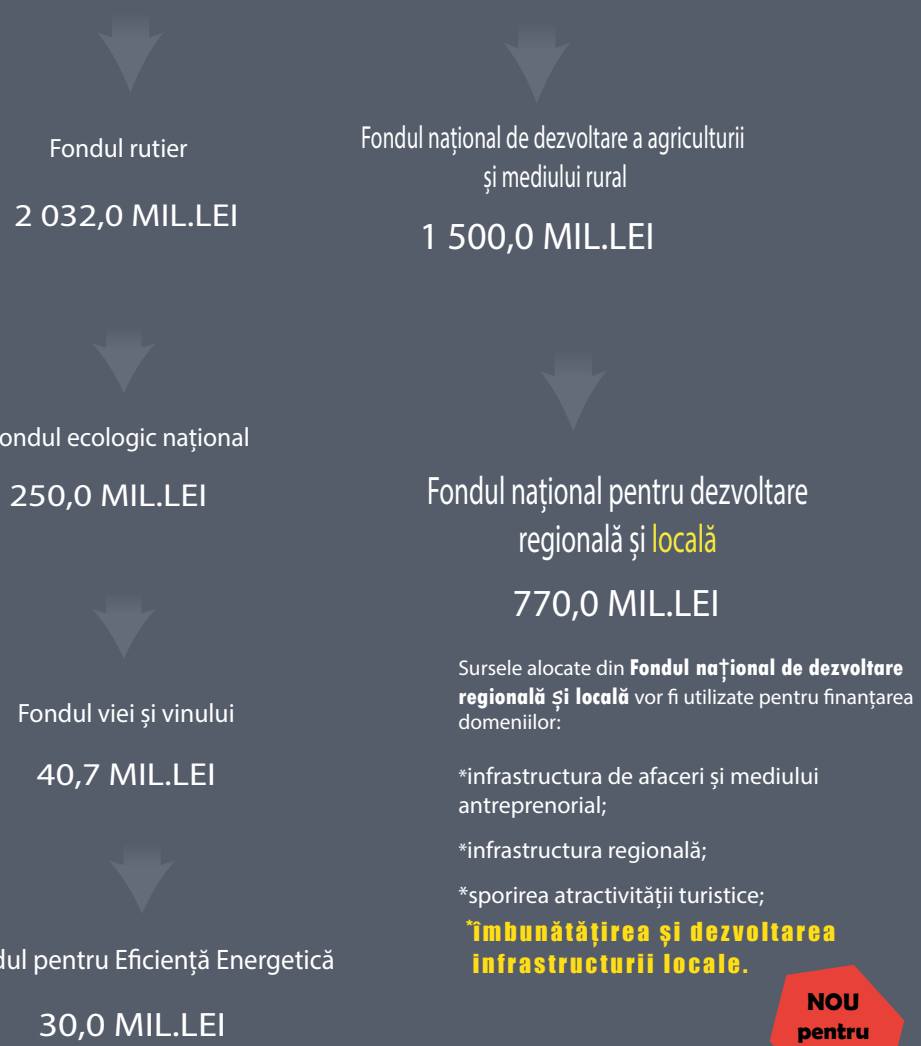 Fondul rutier
2 032,0 MIL.LEI
Fondul național de dezvoltare a agriculturii
și mediului rural
1 500,0 MIL.LEI
ondul ecologic național
250,0 MIL.LEI
Fondul național pentru dezvoltare
regională și locală
770,0 MIL.LEI
Sursele alocate din Fondul național de dezvoltare
regională și locală vor fi utilizate pentru finanțarea
domeniilor:
*infrastructura de afaceri și mediului
antreprenorial;
*infrastructura regională;
*sporirea atractivității turistice;
*îmbunătățirea și dezvoltarea
infrastructurii locale.
Fondul viei și vinului
40,7 MIL.LEI
dul pentru Eficiență Energetică
30,0 MIL.LEI
NOU
pentru